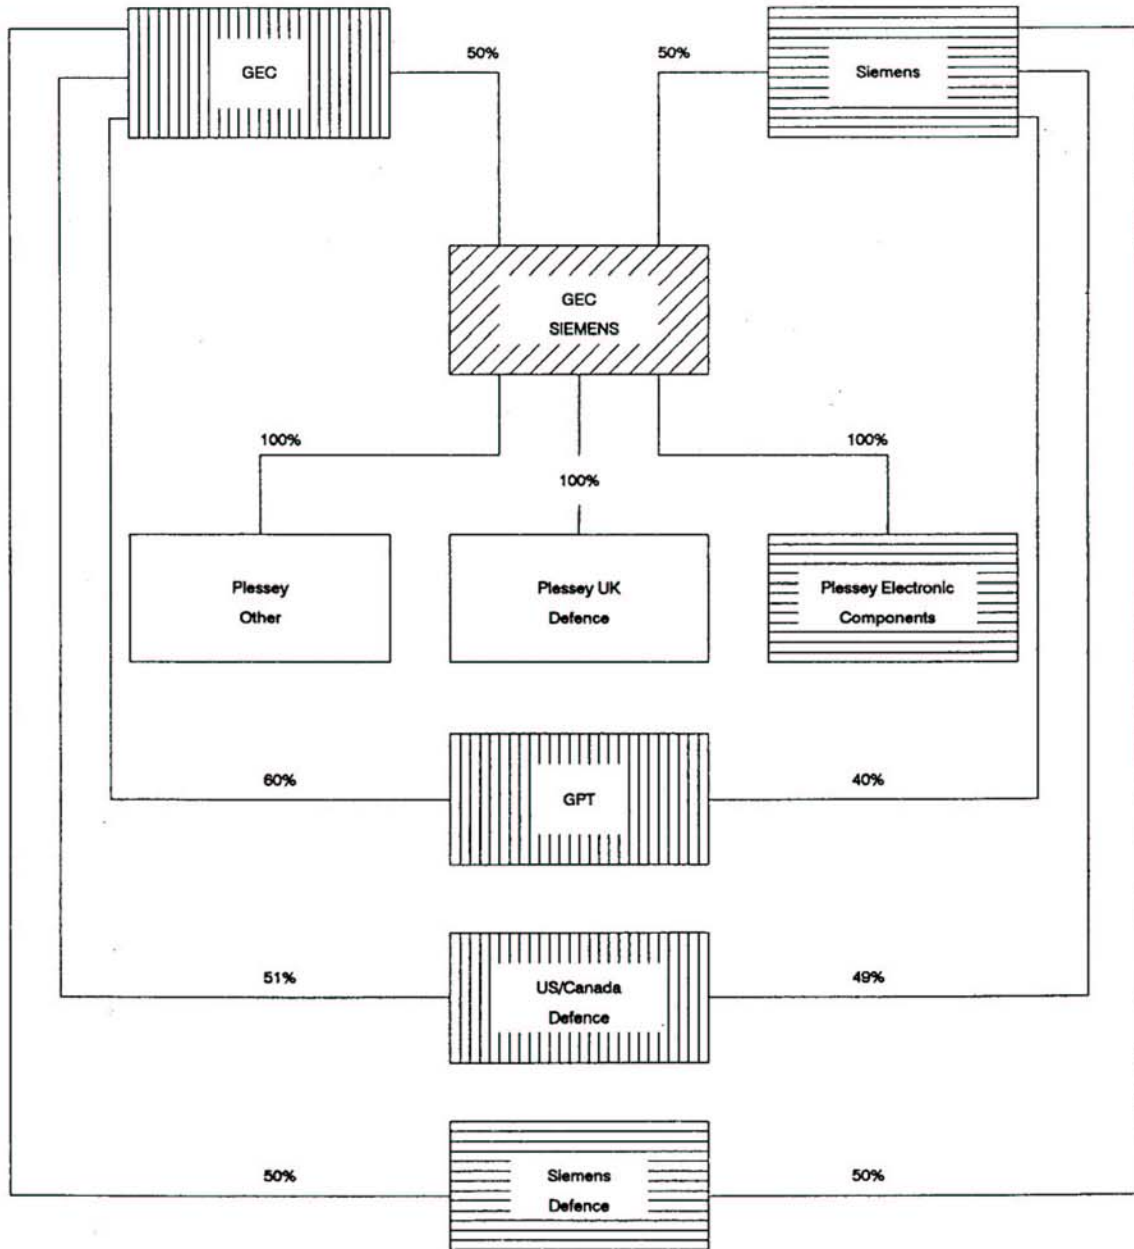 GEC
50%
50%
Siemens
GEC
SIEMENS
100%
100%
100%
Plessey
Other
Plessey UK
Defence
Plessey Electronic
Components
60%
GPT
40%
51%
US/Canada
Defence
49%
50%
Siemens
Defence
50%